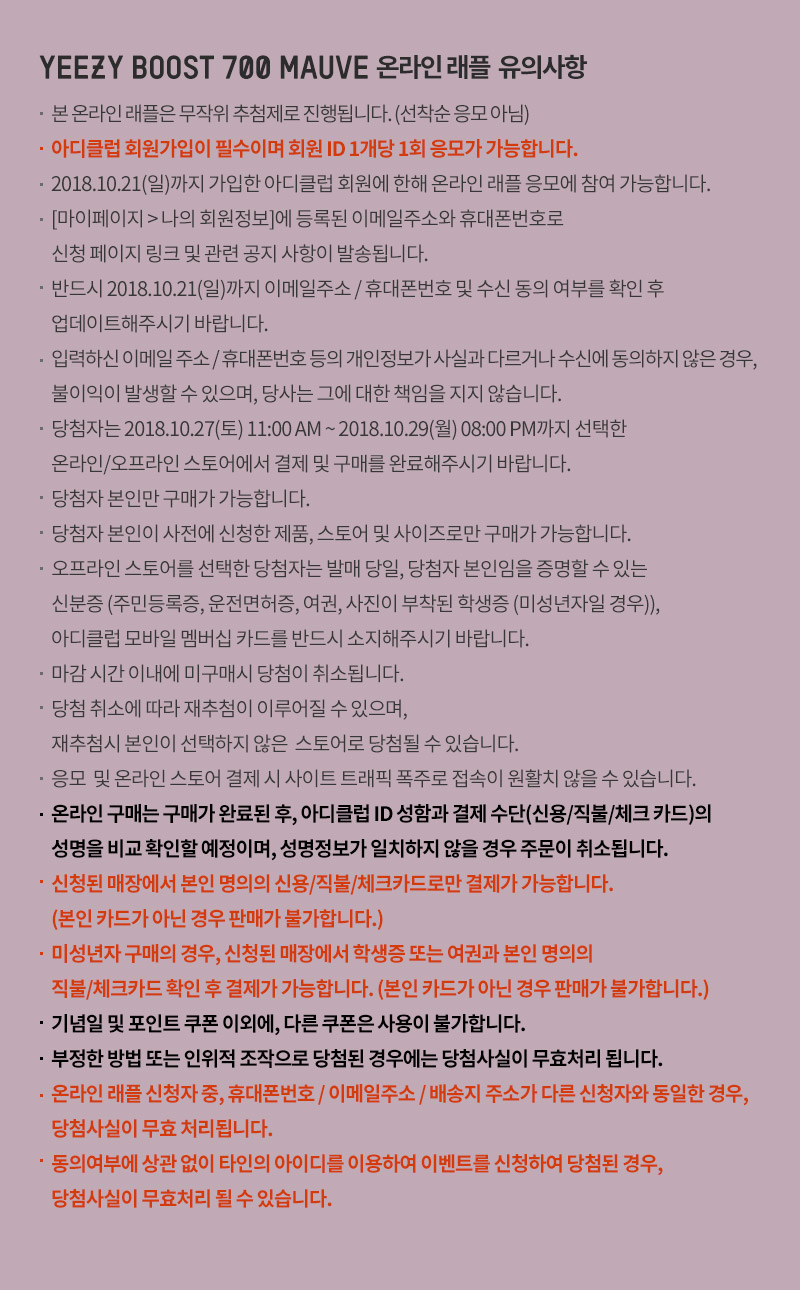 YEEZY BOOST 700 MAUVE 온라인 래플 유의사항
· 본 온라인 래플은 무작위 추첨제로 진행됩니다. (선착순 응모 아님)
· 아디클럽 회원가입이 필수이며 회원 ID 1개당 1회 응모가 가능합니다.
· 2018.10.21(일)까지 가입한 아디클럽 회원에 한해 온라인 래플 응모에 참여 가능합니다.
· [마이페이지 > 나의 회원정보]에 등록된 이메일주소와 휴대폰번호로
신청 페이지 링크 및 관련 공지 사항이 발송됩니다.
· 반드시 2018.10.21(일)까지 이메일주소 / 휴대폰번호 및 수신 동의 여부를 확인 후
업데이트해주시기 바랍니다.
· 입력하신 이메일 주소 / 휴대폰번호 등의 개인정보가 사실과 다르거나 수신에 동의하지 않은 경우,
불이익이 발생할 수 있으며, 당사는 그에 대한 책임을 지지 않습니다.
· 당첨자는 2018.10.27(토) 11:00 AM ~ 2018.10.29(월) 08:00 PM까지 선택한
온라인/오프라인 스토어에서 결제 및 구매를 완료해주시기 바랍니다.
· 당첨자 본인만 구매가 가능합니다.
· 당첨자 본인이 사전에 신청한 제품, 스토어 및 사이즈로만 구매가 가능합니다.
· 오프라인 스토어를 선택한 당첨자는 발매 당일, 당첨자 본인임을 증명할 수 있는
신분증 (주민등록증, 운전면허증, 여권, 사진이 부착된 학생증 (미성년자일 경우)),
아디클럽 모바일 멤버십 카드를 반드시 소지해주시기 바랍니다.
· 마감 시간 이내에 미구매시 당첨이 취소됩니다.
· 당첨 취소에 따라 재추첨이 이루어질 수 있으며,
재추첨시 본인이 선택하지 않은 스토어로 당첨될 수 있습니다.
· 응모 및 온라인 스토어 결제 시 사이트 트래픽 폭주로 접속이 원활치 않을 수 있습니다.
· 온라인 구매는 구매가 완료된 후, 아디클럽 ID 성함과 결제 수단(신용/직불/체크 카드)의
성명을 비교 확인할 예정이며, 성명정보가 일치하지 않을 경우 주문이 취소됩니다.
· 신청된 매장에서 본인 명의의 신용/직불/체크카드로만 결제가 가능합니다.
(본인 카드가 아닌 경우 판매가 불가합니다.)
· 미성년자 구매의 경우, 신청된 매장에서 학생증 또는 여권과 본인 명의의
직불/체크카드 확인 후 결제가 가능합니다. (본인 카드가 아닌 경우 판매가 불가합니다.)
· 기념일 및 포인트 쿠폰 이외에, 다른 쿠폰은 사용이 불가합니다.
· 부정한 방법 또는 인위적 조작으로 당첨된 경우에는 당첨사실이 무효처리 됩니다.
· 온라인 래플 신청자 중, 휴대폰번호 / 이메일주소 / 배송지 주소가 다른 신청자와 동일한 경우,
당첨사실이 무효 처리됩니다.
· 동의여부에 상관 없이 타인의 아이디를 이용하여 이벤트를 신청하여 당첨된 경우,
당첨사실이 무효처리 될 수 있습니다.